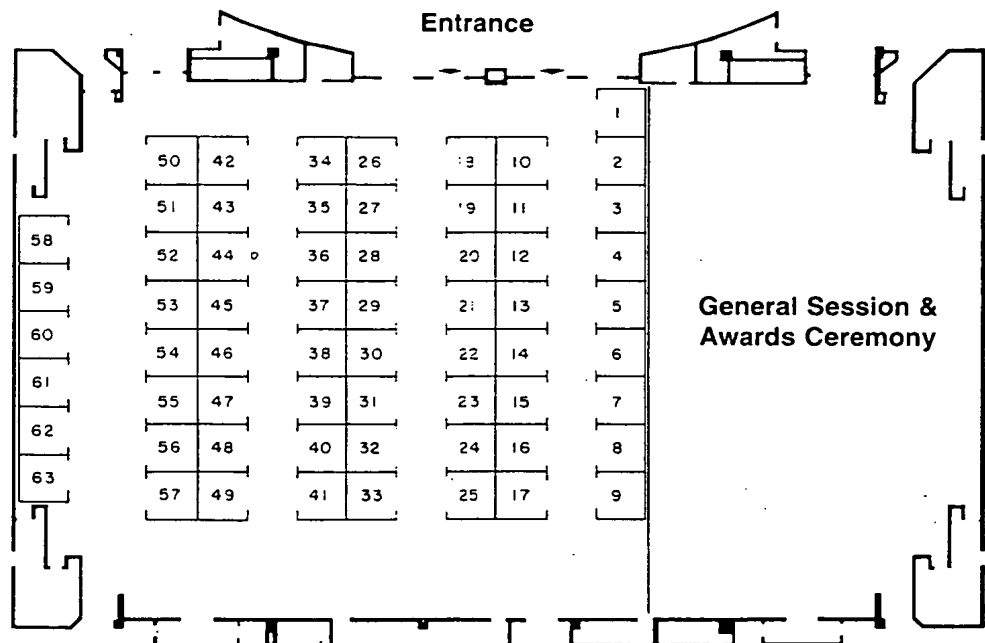 Entrance
1
50 42 34 26 18 10 2
51 43 35 27 19 11 3
58
52 44 36 28 20 12 4
59
53 45 37 29 21 13 5
General Session &
Awards Ceremony
60
54 46 38 30 22 14 6
61
55 47 39 31 23 15 7
62
56 48 40 32 24 16 8
63
57 49 41 33 25 17 9